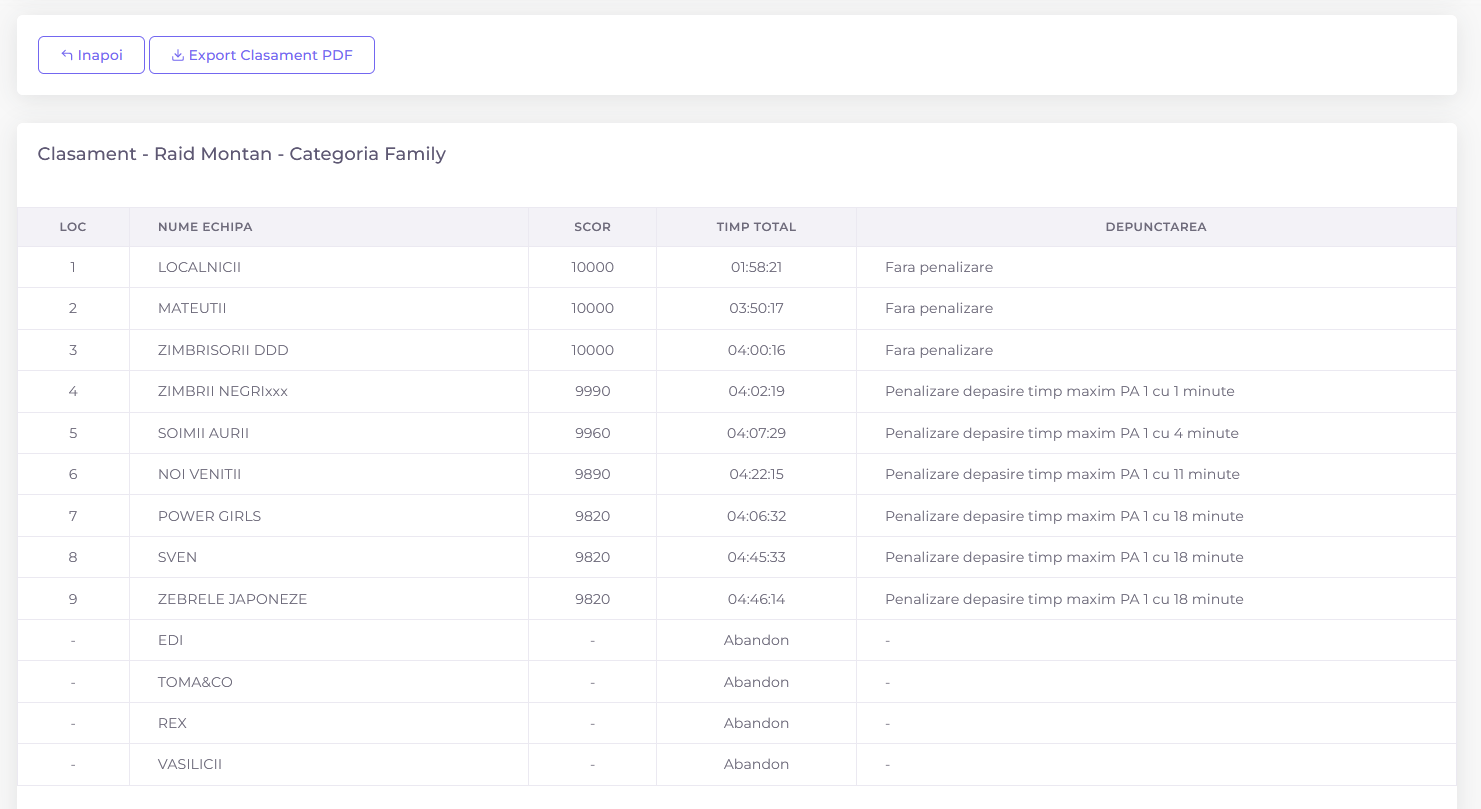 Inapoi Export Clasament PDF
Clasament - Raid Montan - Categoria Family
LOC NUME ECHIPA SCOR TIMP TOTAL DEPUNCTAREA
1 LOCALNICII 10000 01:58:21 Fara penalizare
2 MATEUTII 10000 03:50:17 Fara penalizare
3 ZIMBRISORII DDD 10000 04:00:16 Fara penalizare
4 ZIMBRII NEGRIxxx 9990 04:02:19 Penalizare depasire timp maxim PA 1 cu 1 minute
5 SOIMII AURII 9960 04:07:29 Penalizare depasire timp maxim PA 1 cu 4 minute
6 NOI VENITII 9890 04:22:15 Penalizare depasire timp maxim PA 1 cu 11 minute
7 POWER GIRLS 9820 04:06:32 Penalizare depasire timp maxim PA 1 cu 18 minute
8 SVEN 9820 04:45:33 Penalizare depasire timp maxim PA 1 cu 18 minute
9 ZEBRELE JAPONEZE 9820 04:46:14 Penalizare depasire timp maxim PA 1 cu 18 minute
- EDI - Abandon -
- TOMA&CO - Abandon -
- REX - Abandon -
- VASILICII - Abandon -